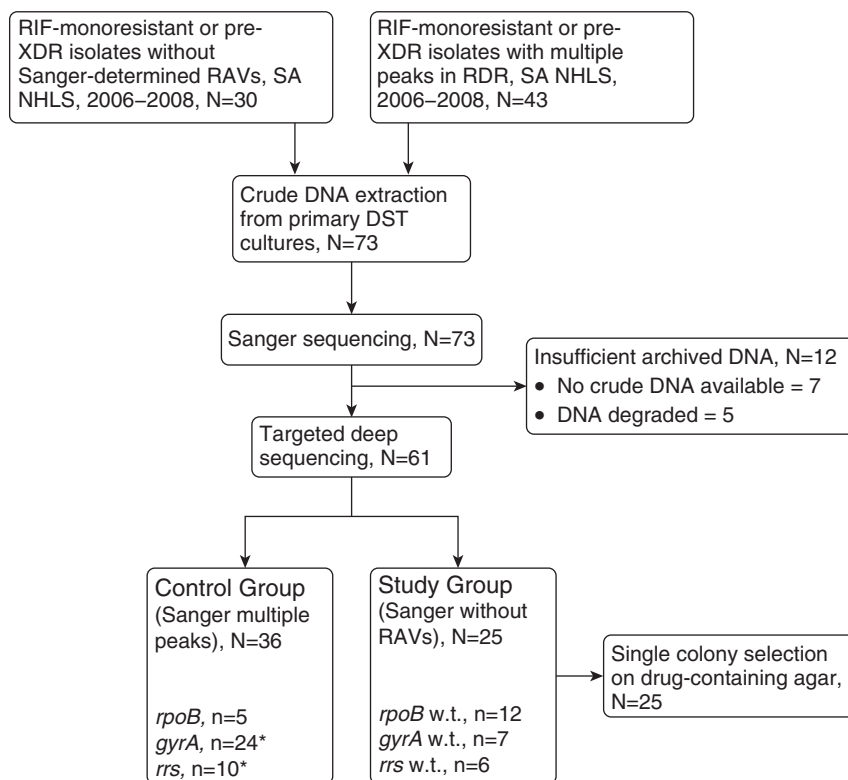 RIF-monoresistant or pre-
XDR isolates without
Sanger-determined RAVs, SA
NHLS, 2006–2008, N=30
RIF-monoresistant or pre-
XDR isolates with multiple
peaks in RDR, SA NHLS,
2006–2008, N=43
Crude DNA extraction
from primary DST
cultures, N=73
Sanger sequencing, N=73
Insufficient archived DNA, N=12
• No crude DNA available = 7
• DNA degraded = 5
Targeted deep
sequencing, N=61
Control Group
(Sanger multiple
peaks), N=36
rpoB, n=5
gyrA, n=24*
rrs, n=10*
Study Group
(Sanger without
RAVs), N=25
rpoB w.t., n=12
gyrA w.t., n=7
rrs w.t., n=6
Single colony selection
on drug-containing agar,
N=25